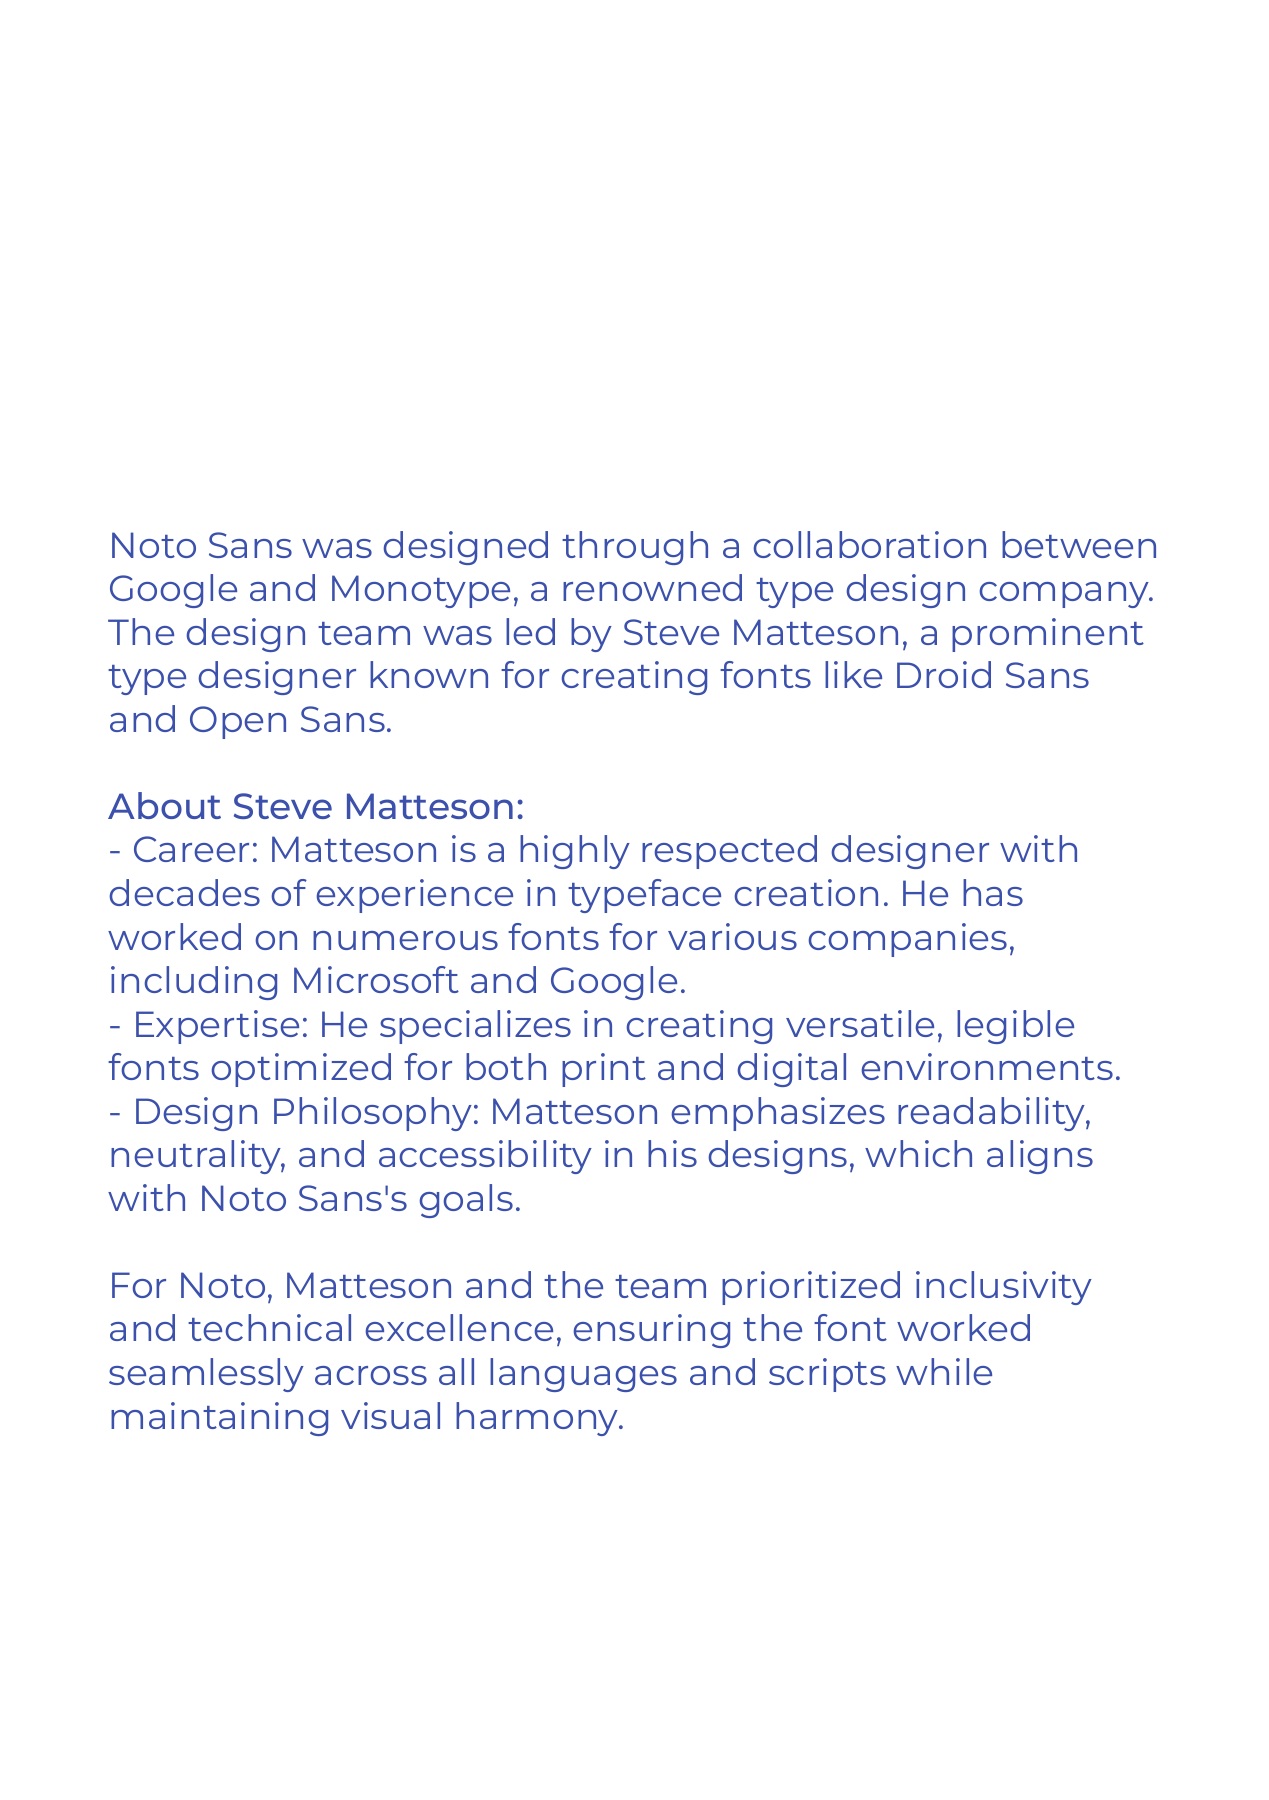 Noto Sans was designed through a collaboration between
Google and Monotype, a renowned type design company.
The design team was led by Steve Matteson, a prominent
type designer known for creating fonts like Droid Sans
and Open Sans.
About Steve Matteson:
- Career: Matteson is a highly respected designer with
decades of experience in typeface creation. He has
worked on numerous fonts for various companies,
including Microsoft and Google.
- Expertise: He specializes in creating versatile, legible
fonts optimized for both print and digital environments.
- Design Philosophy: Matteson emphasizes readability,
neutrality, and accessibility in his designs, which aligns
with Noto Sans's goals.
For Noto, Matteson and the team prioritized inclusivity
and technical excellence, ensuring the font worked
seamlessly across all languages and scripts while
maintaining visual harmony.